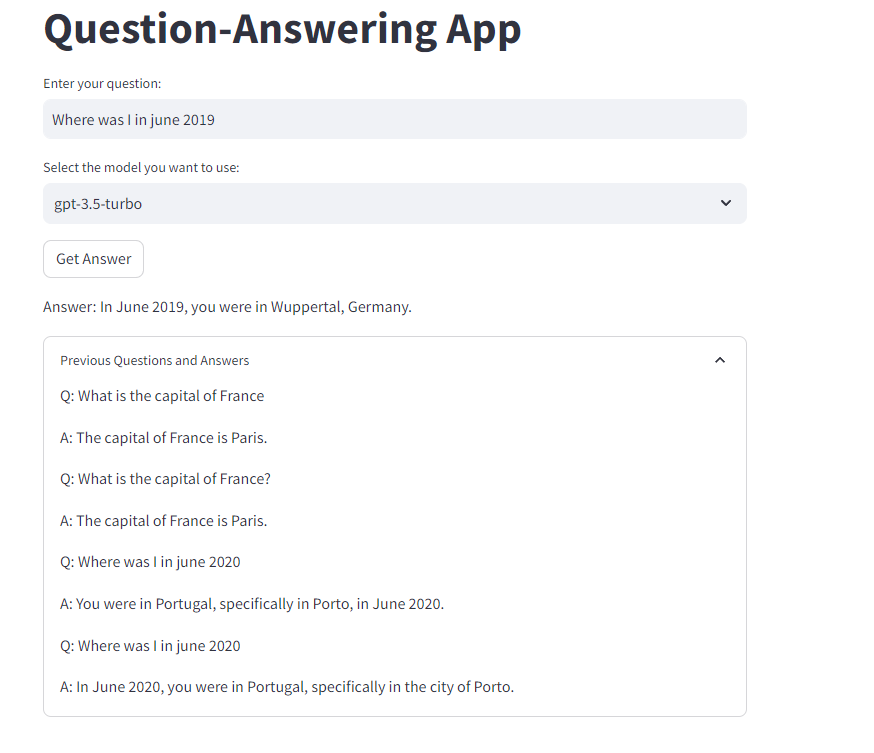 Question-Answering App
Enter your question:
Where was I in june 2019
Select the model you want to use:
gpt-3.5-turbo
Get Answer
Answer: In June 2019, you were in Wuppertal, Germany.
Previous Questions and Answers
Q: What is the capital of France
A: The capital of France is Paris.
Q: What is the capital of France?
A: The capital of France is Paris.
Q: Where was I in june 2020
A: You were in Portugal, specifically in Porto, in June 2020.
Q: Where was I in june 2020
A: In June 2020, you were in Portugal, specifically in the city of Porto.